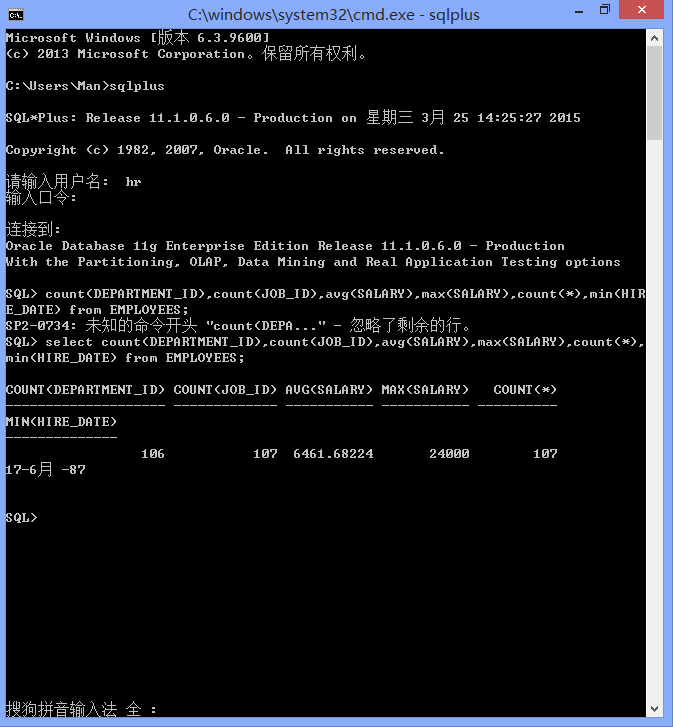 C:\windows\system32\cmd.exe - sqlplus
Microsoft Windows [版本 6.3.9600]
(c) 2013 Microsoft Corporation。保留所有权利。
C:\Users\Man>sqlplus
SQL*Plus: Release 11.1.0.6.0 - Production on 星期三 3月 25 14:25:27 2015
Copyright (c) 1982, 2007, Oracle.  All rights reserved.
请输入用户名:  hr
输入口令:
连接到:
Oracle Database 11g Enterprise Edition Release 11.1.0.6.0 - Production
With the Partitioning, OLAP, Data Mining and Real Application Testing options
SQL> count(DEPARTMENT_ID),count(JOB_ID),avg(SALARY),max(SALARY),count(*),min(HIR
E_DATE) from EMPLOYEES;
SP2-0734: 未知的命令开头 "count(DEPA..." - 忽略了剩余的行。
SQL> select count(DEPARTMENT_ID),count(JOB_ID),avg(SALARY),max(SALARY),count(*),
min(HIRE_DATE) from EMPLOYEES;
COUNT(DEPARTMENT_ID) COUNT(JOB_ID) AVG(SALARY) MAX(SALARY)   COUNT(*)
-------------------- ------------- ----------- ----------- ----------
MIN(HIRE_DATE)
--------------
                 106           107  6461.68224       24000        107
17-6月 -87
SQL>
搜狗拼音输入法 全 :